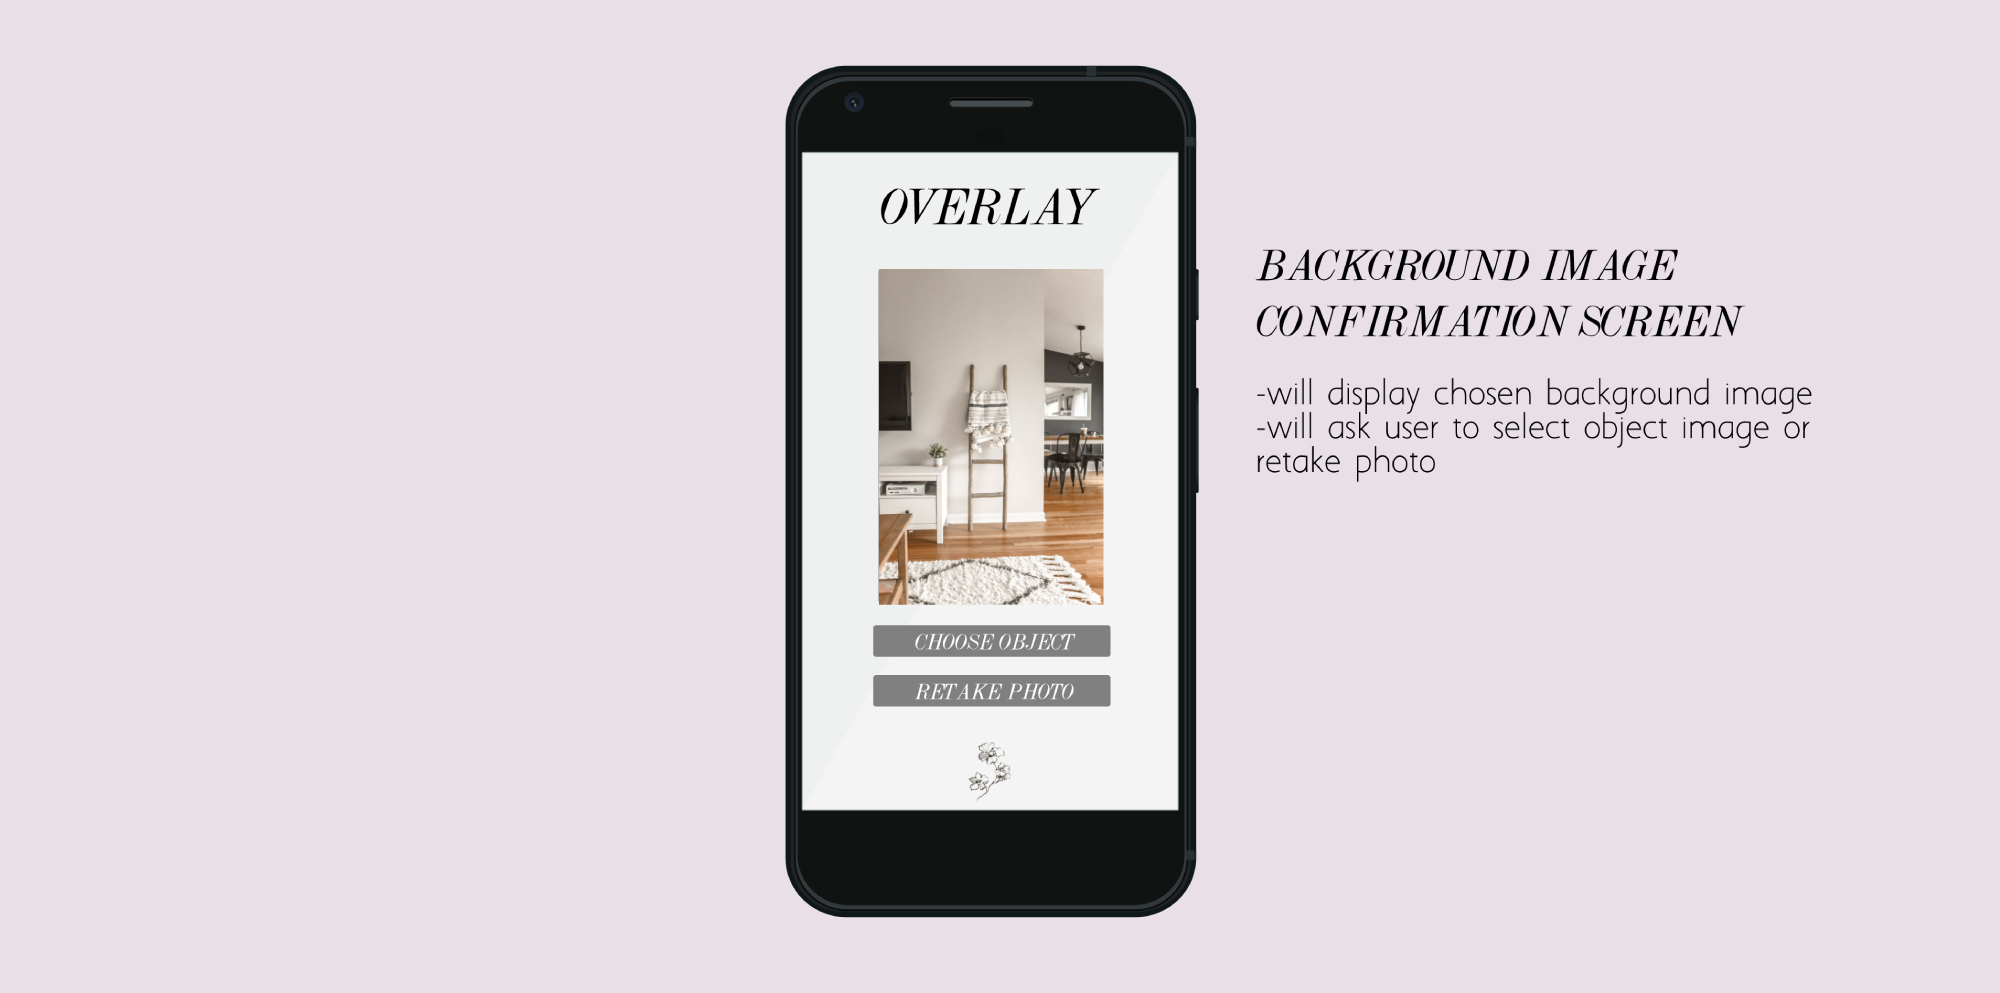 OVERLAY
CHOOSE OBJECT
RETAKE PHOTO
BACKGROUND IMAGE
CONFIRMATION SCREEN
-will display chosen background image
-will ask user to select object image or
retake photo